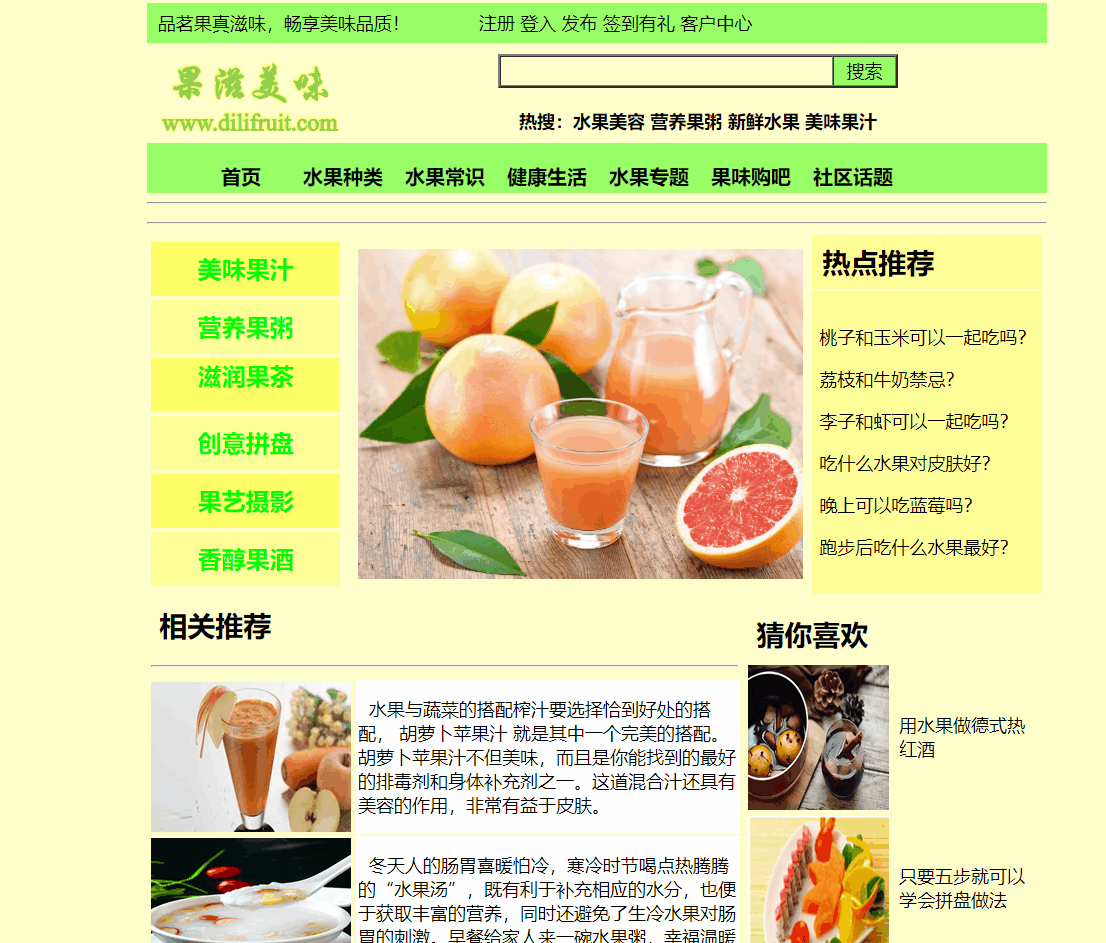 品茗果真滋味，畅享美味品质！
注册 登入 发布 签到有礼 客户中心
果滋美味
www.dilifruit.com
搜索
热搜：水果美容 营养果粥 新鲜水果 美味果汁
首页 水果种类 水果常识 健康生活 水果专题 果味购吧 社区话题
美味果汁
营养果粥
滋润果茶
创意拼盘
果艺摄影
香醇果酒
热点推荐
桃子和玉米可以一起吃吗？
荔枝和牛奶禁忌？
李子和虾可以一起吃吗？
吃什么水果对皮肤好？
晚上可以吃蓝莓吗？
跑步后吃什么水果最好？
相关推荐
水果与蔬菜的搭配榨汁要选择恰到好处的搭
配， 胡萝卜苹果汁 就是其中一个完美的搭配。
胡萝卜苹果汁不但美味，而且是你能找到的最好
的排毒剂和身体补充剂之一。这道混合汁还具有
美容的作用，非常有益于皮肤。
冬天人的肠胃喜暖怕冷，寒冷时节喝点热腾腾
的“水果汤”，既有利于补充相应的水分，也便
于获取丰富的营养，同时还避免了生冷水果对肠
胃的刺激。早餐给家人来一碗水果粥，幸福温暖
猜你喜欢
用水果做德式热
红酒
只要五步就可以
学会拼盘做法